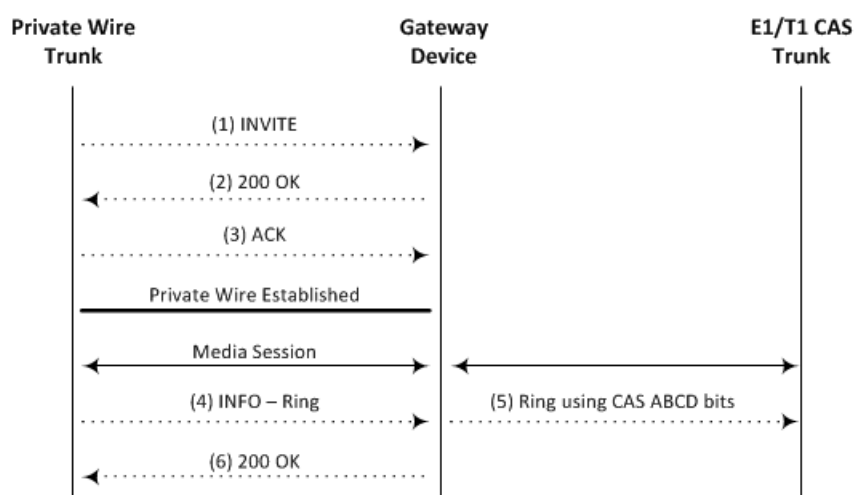 Private Wire
Trunk
Gateway
Device
E1/T1 CAS
Trunk
(1) INVITE
(2) 200 OK
(3) ACK
Private Wire Established
Media Session
(4) INFO – Ring
(5) Ring using CAS ABCD bits
(6) 200 OK